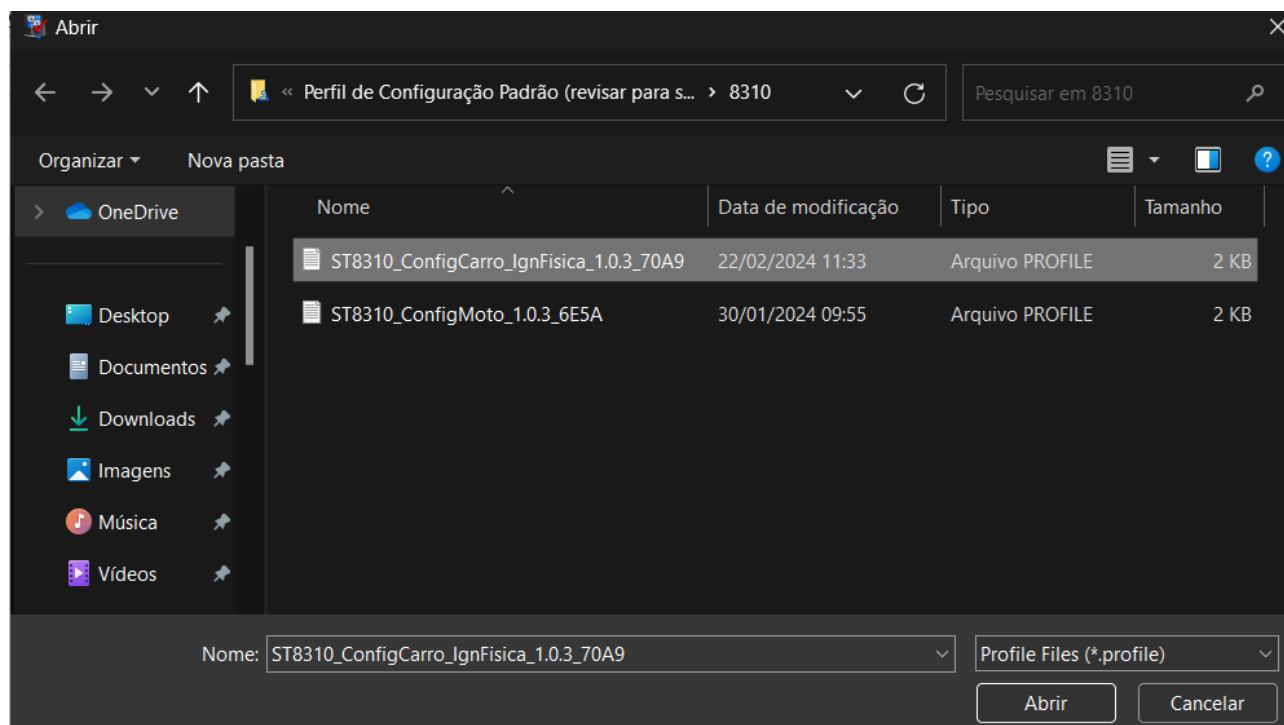 Abrir
« Perfil de Configuração Padrão (revisar para s... > 8310
Pesquisar em 8310
Organizar Nova pasta
?
OneDrive
Nome Data de modificação Tipo Tamanho
ST8310_ConfigCarro_IgnFisica_1.0.3_70A9 22/02/2024 11:33 Arquivo PROFILE 2 KB
ST8310_ConfigMoto_1.0.3_6E5A 30/01/2024 09:55 Arquivo PROFILE 2 KB
Desktop
Documentos
Downloads
Imagens
Música
Vídeos
Nome: ST8310_ConfigCarro_IgnFisica_1.0.3_70A9 Profile Files (*.profile)
Abrir Cancelar